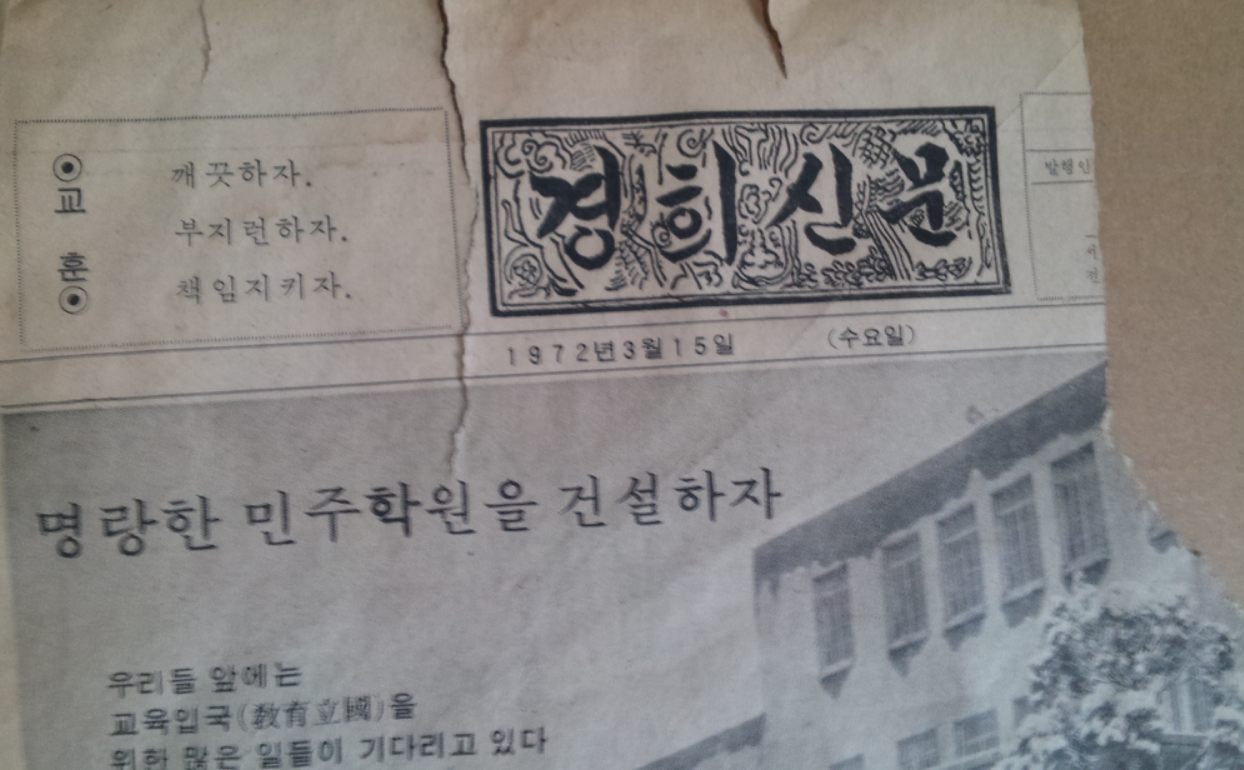 교훈
깨끗하자.
부지런하자.
책임지키자.
경희신문
발행인
1972년3월15일 (수요일)
명랑한 민주학원을 건설하자
우리들 앞에는
교육입국(敎育立國)을
위한 많은 일들이 기다리고 있다